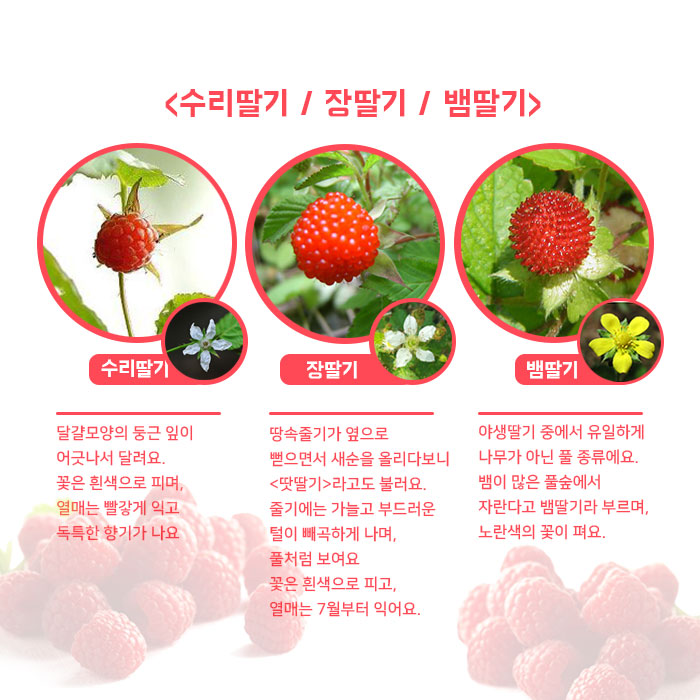 <수리딸기 / 장딸기 / 뱀딸기>
수리딸기
달걀모양의 둥근 잎이
어긋나서 달려요.
꽃은 흰색으로 피며,
열매는 빨갛게 익고
독특한 향기가 나요
장딸기
땅속줄기가 옆으로
뻗으면서 새순을 올리다보니
<땃딸기>라고도 불러요.
줄기에는 가늘고 부드러운
털이 빼곡하게 나며,
풀처럼 보여요
꽃은 흰색으로 피고,
열매는 7월부터 익어요.
뱀딸기
야생딸기 중에서 유일하게
나무가 아닌 풀 종류에요.
뱀이 많은 풀숲에서
자란다고 뱀딸기라 부르며,
노란색의 꽃이 펴요.